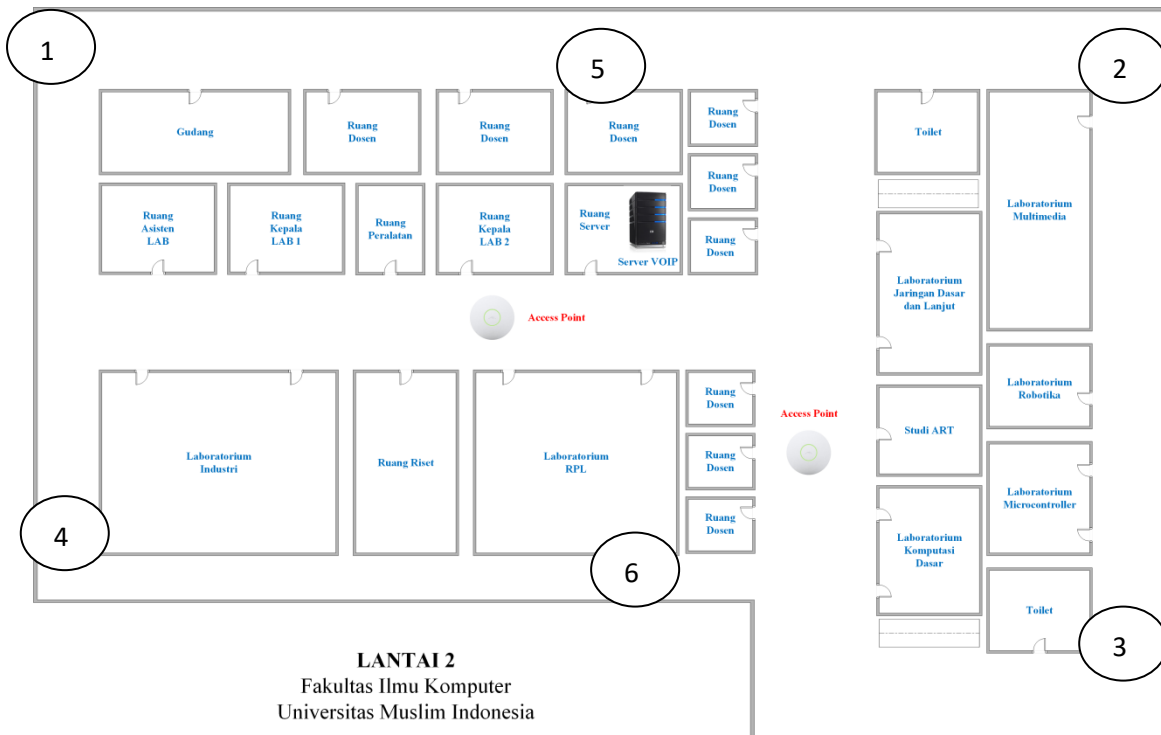 1
5
2
Gudang
Ruang
Dosen
Ruang
Dosen
Ruang
Dosen
Ruang
Dosen
Toilet
Ruang
Dosen
Ruang
Dosen
Ruang
Asisten
LAB
Ruang
Kepala
LAB 1
Ruang
Peralatan
Ruang
Kepala
LAB 2
Ruang
Server
Server VOIP
Laboratorium
Multimedia
Laboratorium
Jaringan Dasar
dan Lanjut
Access Point
Laboratorium
Robotika
Ruang
Dosen
Access Point
Studi ART
Laboratorium
Industri
Ruang Riset
Laboratorium
RPL
Ruang
Dosen
Laboratorium
Microcontroller
4
Ruang
Dosen
Laboratorium
Komputasi
Dasar
6
Toilet
3
LANTAI 2
Fakultas Ilmu Komputer
Universitas Muslim Indonesia